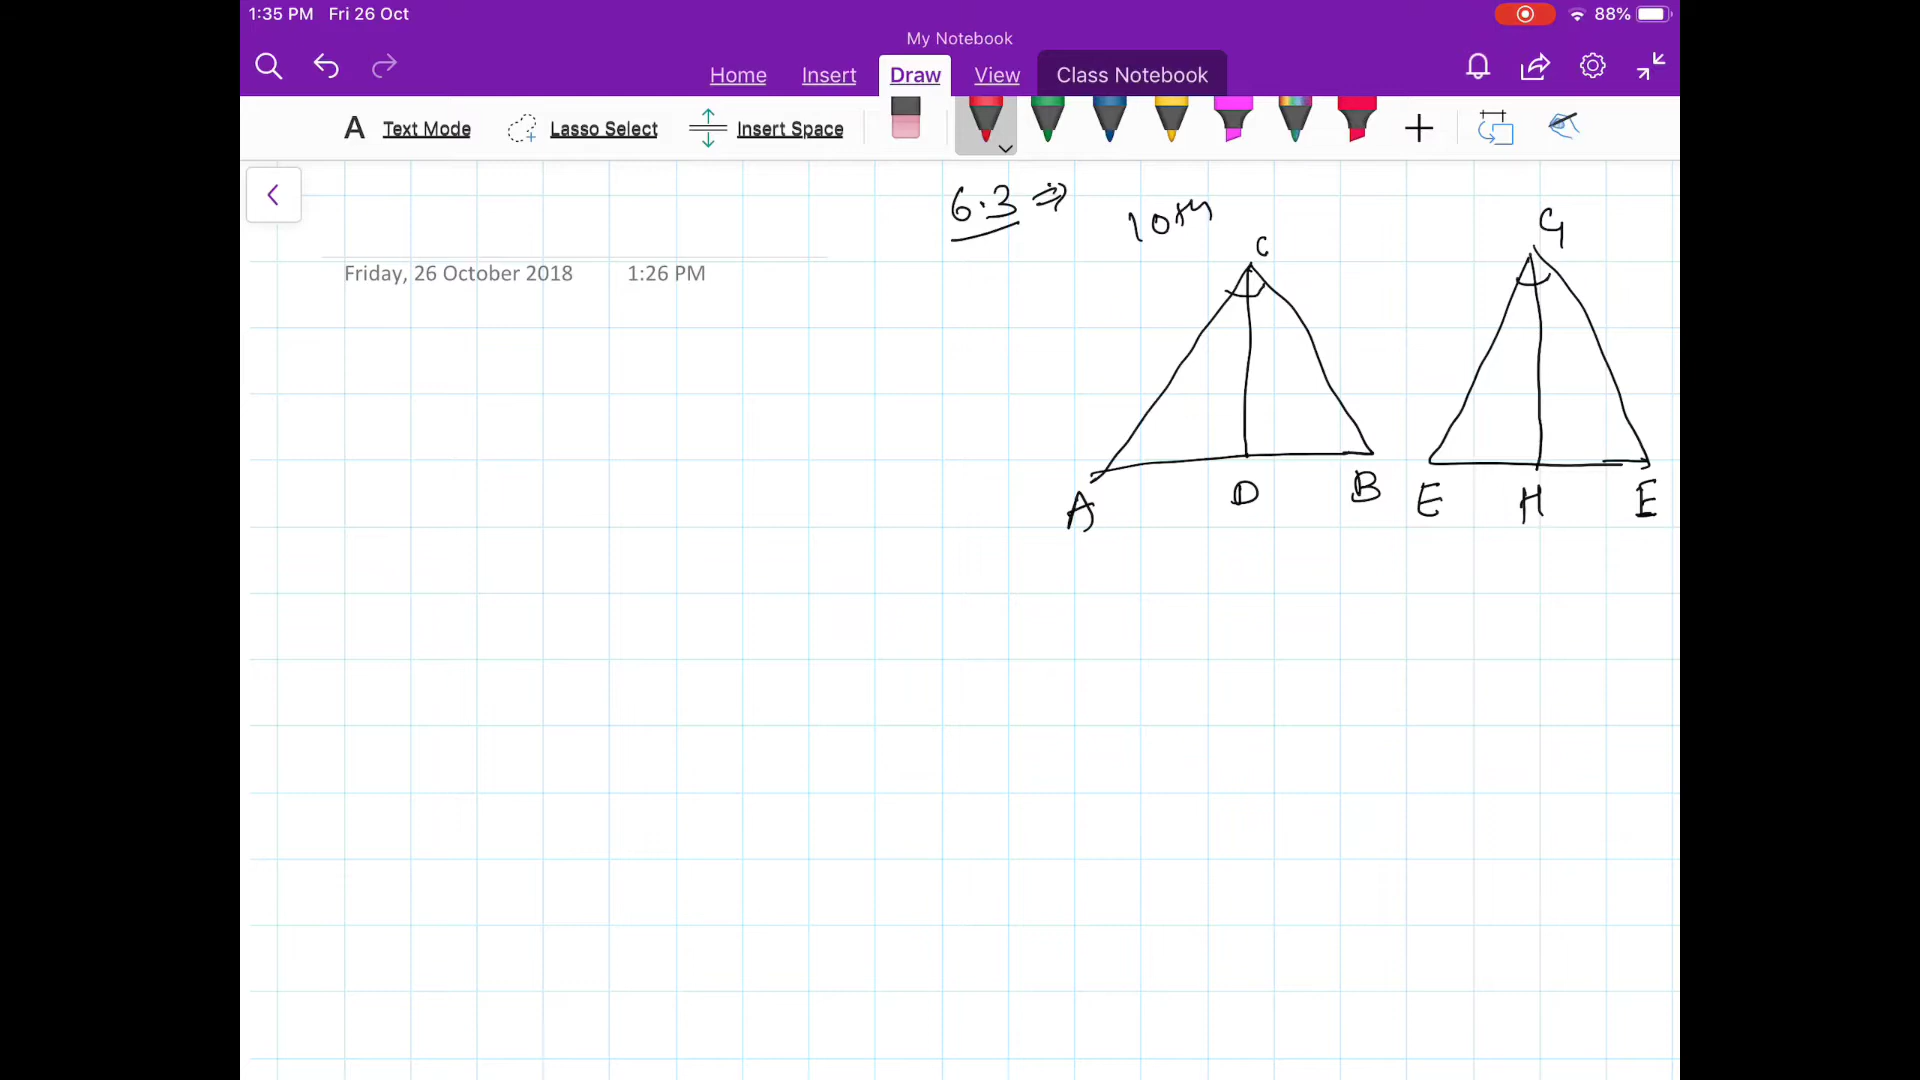 1:35 PM Fri 26 Oct
88%
My Notebook
Home Insert Draw View Class Notebook
A Text Mode Lasso Select Insert Space
6.3 ⇒
10th
Friday, 26 October 2018 1:26 PM
C
G
A D B E H E